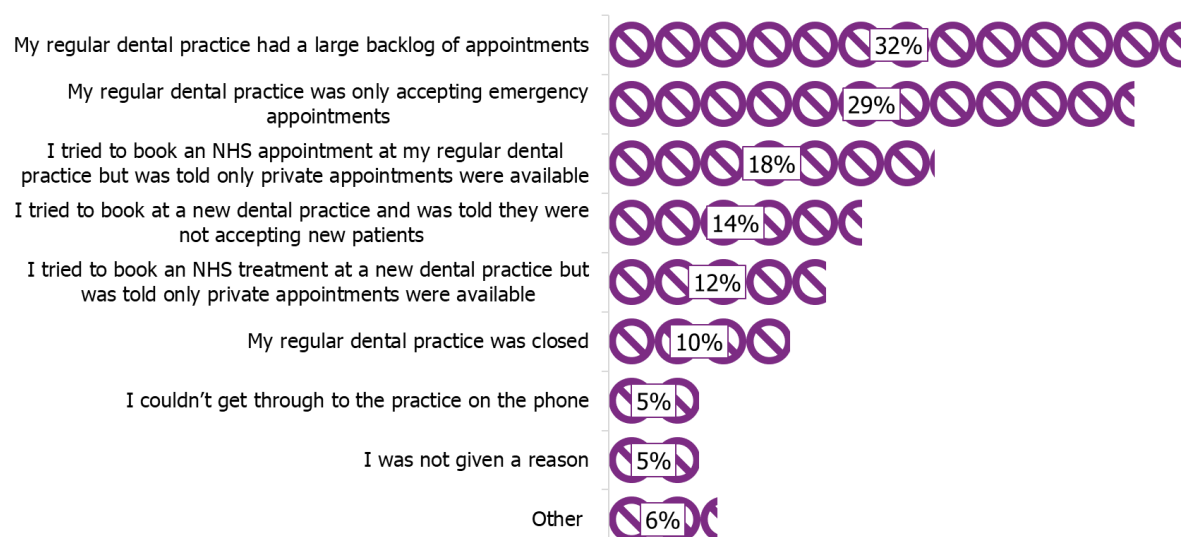 My regular dental practice had a large backlog of appointments
32%
My regular dental practice was only accepting emergency
appointments
29%
I tried to book an NHS appointment at my regular dental
practice but was told only private appointments were available
18%
I tried to book at a new dental practice and was told they were
not accepting new patients
14%
I tried to book an NHS treatment at a new dental practice but
was told only private appointments were available
12%
My regular dental practice was closed
10%
I couldn’t get through to the practice on the phone
5%
I was not given a reason
5%
Other
6%